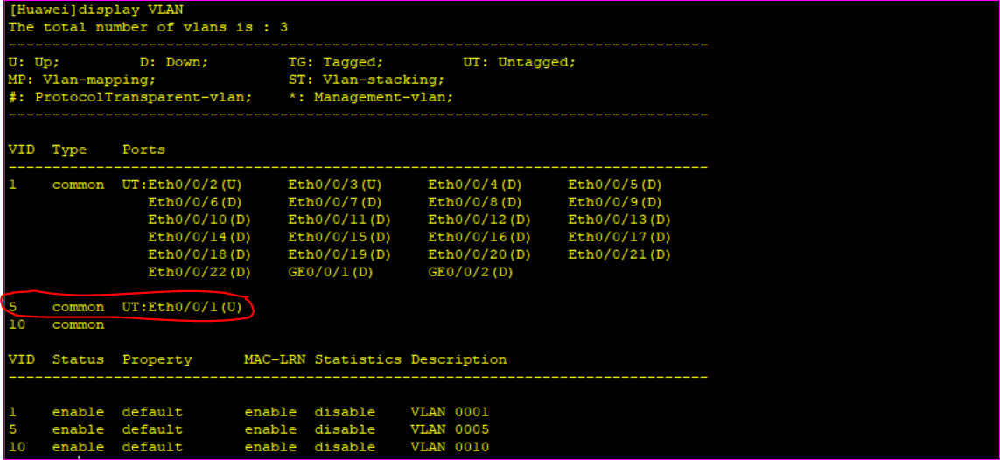 [Huawei]display VLAN
The total number of vlans is : 3
--------------------------------------------------------------------------------
U: Up;         D: Down;         TG: Tagged;         UT: Untagged;
MP: Vlan-mapping;               ST: Vlan-stacking;
#: ProtocolTransparent-vlan;    *: Management-vlan;
--------------------------------------------------------------------------------
VID  Type    Ports
--------------------------------------------------------------------------------
1    common  UT:Eth0/0/2(U)     Eth0/0/3(U)     Eth0/0/4(D)     Eth0/0/5(D)
                Eth0/0/6(D)     Eth0/0/7(D)     Eth0/0/8(D)     Eth0/0/9(D)
                Eth0/0/10(D)    Eth0/0/11(D)    Eth0/0/12(D)    Eth0/0/13(D)
                Eth0/0/14(D)    Eth0/0/15(D)    Eth0/0/16(D)    Eth0/0/17(D)
                Eth0/0/18(D)    Eth0/0/19(D)    Eth0/0/20(D)    Eth0/0/21(D)
                Eth0/0/22(D)    GE0/0/1(D)      GE0/0/2(D)
5    common  UT:Eth0/0/1(U)
10   common
VID  Status  Property      MAC-LRN Statistics Description
--------------------------------------------------------------------------------
1    enable  default       enable  disable    VLAN 0001
5    enable  default       enable  disable    VLAN 0005
10   enable  default       enable  disable    VLAN 0010